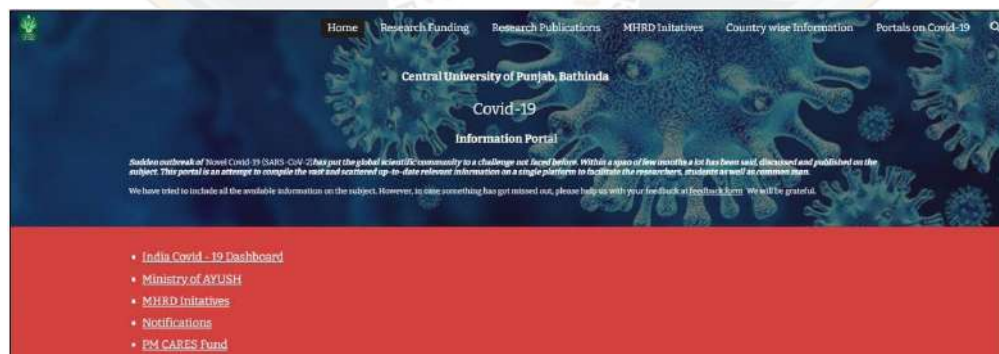 Home Research Funding Research Publications MHRD Initatives Country wise Information Portals on Covid-19
Central University of Punjab, Bathinda
Covid-19
Information Portal
Sudden outbreak of Novel Covid-19 (SARS-CoV-2) has put the global scientific community to a challenge not faced before. Within a span of few months a lot has been said, discussed and published on the
subject. This portal is an attempt to compile the vast and scattered up-to-date relevant information on a single platform to facilitate the researchers, students as well as common man.
We have tried to include all the available information on the subject. However, in case something has got missed out, please help us with your feedback at feedback form We will be grateful.
• India Covid - 19 Dashboard
• Ministry of AYUSH
• MHRD Initatives
• Notifications
• PM CARES Fund